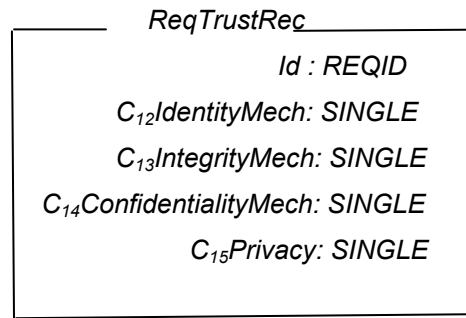 ReqTrustRec
Id : REQID
C₁₂IdentityMech: SINGLE
C₁₃IntegrityMech: SINGLE
C₁₄ConfidentialityMech: SINGLE
C₁₅Privacy: SINGLE